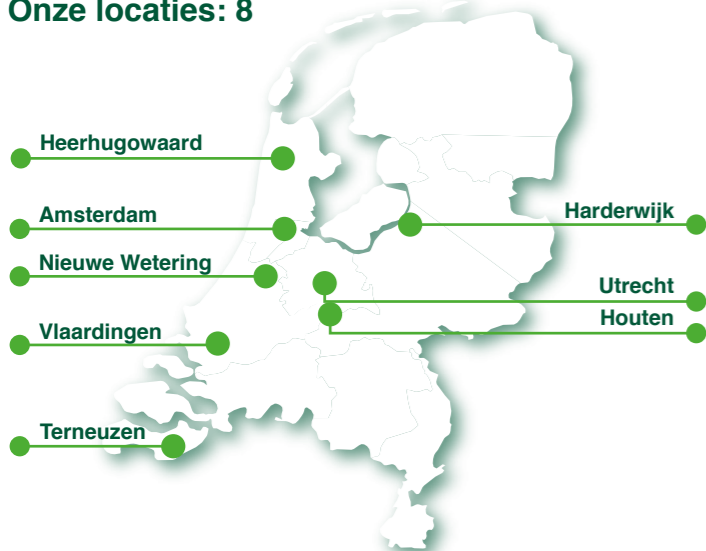 Onze locaties: 8
Heerhugowaard
Amsterdam
Harderwijk
Nieuwe Wetering
Utrecht
Houten
Vlaardingen
Terneuzen